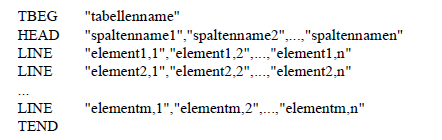 TBEG "tabellenname"
HEAD "spaltenname1","spaltenname2",...,"spaltennamen"
LINE "element1,1","element1,2",...,"element1,n"
LINE "element2,1","element2,2",...,"element2,n"
...
LINE "elementm,1","elementm,2",...,"elementm,n"
TEND